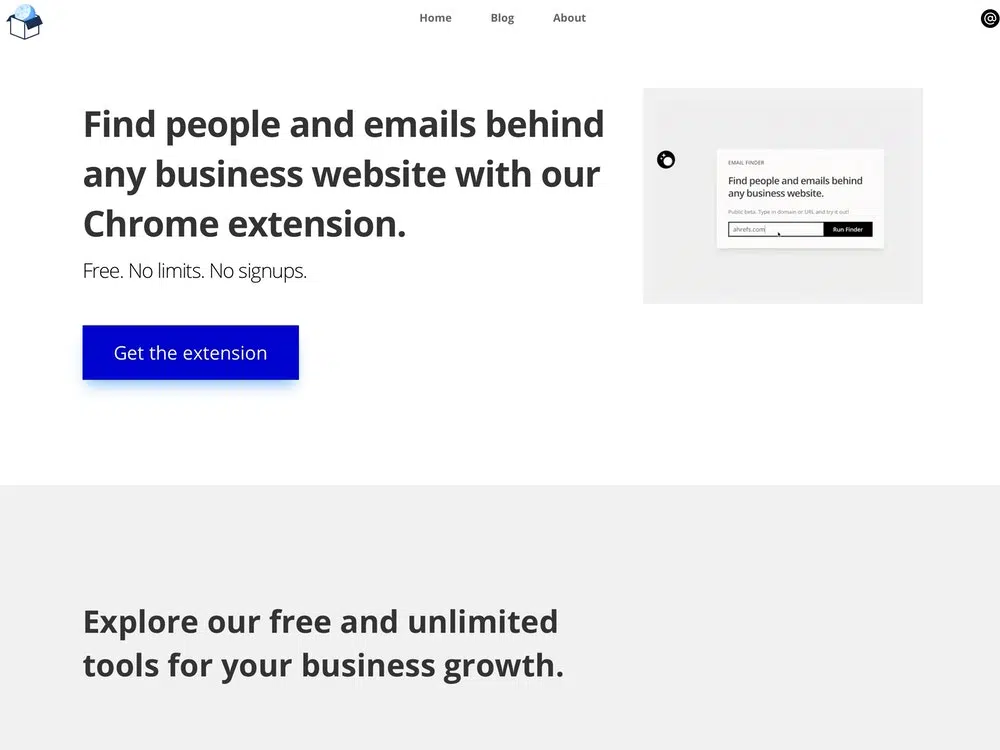 Home Blog About
@
Find people and emails behind
any business website with our
Chrome extension.
Free. No limits. No signups.
Get the extension
EMAIL FINDER
Find people and emails behind
any business website.
Public beta. Type in domain or URL and try it out!
ahrefs.com
Run Finder
Explore our free and unlimited
tools for your business growth.